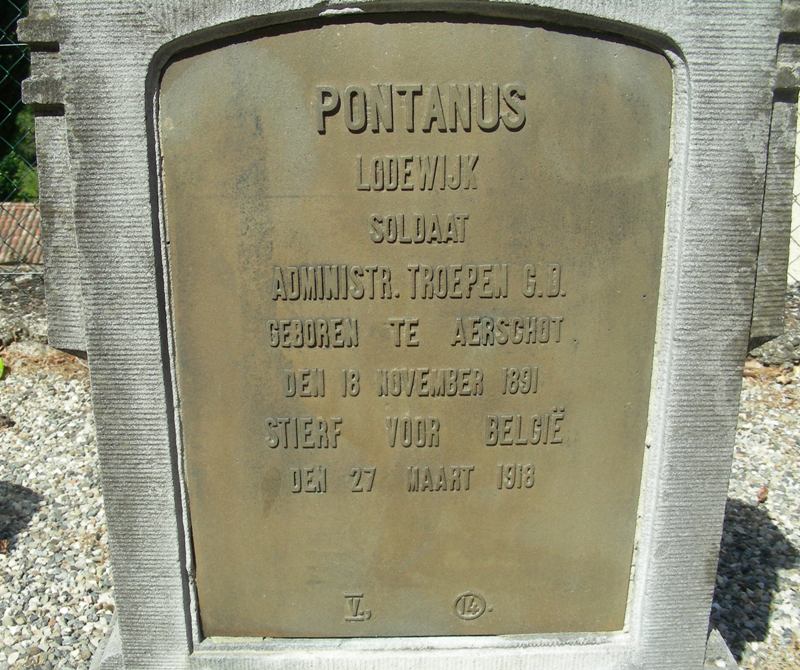 PONTANUS
LODEWIJK
SOLDAAT
ADMINISTR. TROEPEN C.D.
GEBOREN TE AERSCHOT
DEN 18 NOVEMBER 1891
STIERF VOOR BELGIË
DEN 27 MAART 1918
V, 14.